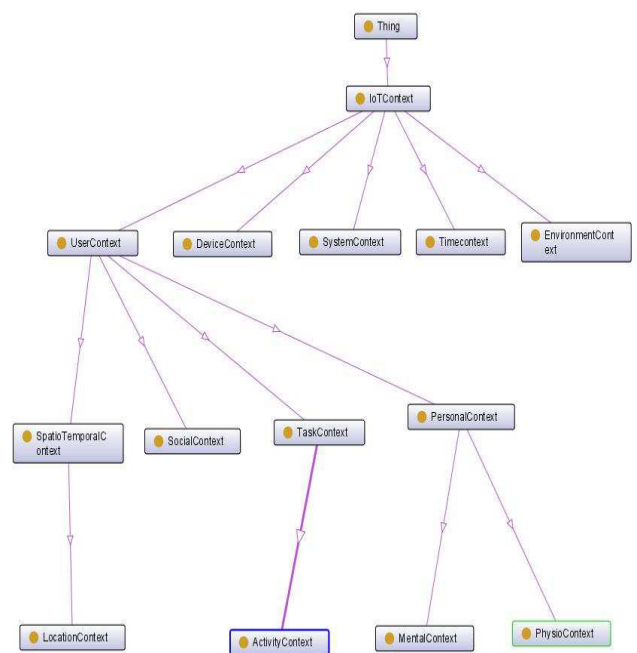 Thing
IoTContext
UserContext
DeviceContext
SystemContext
Timecontext
EnvironmentCont
ext
SpatioTemporalC
ontext
SocialContext
TaskContext
PersonalContext
LocationContext
ActivityContext
MentalContext
PhysioContext